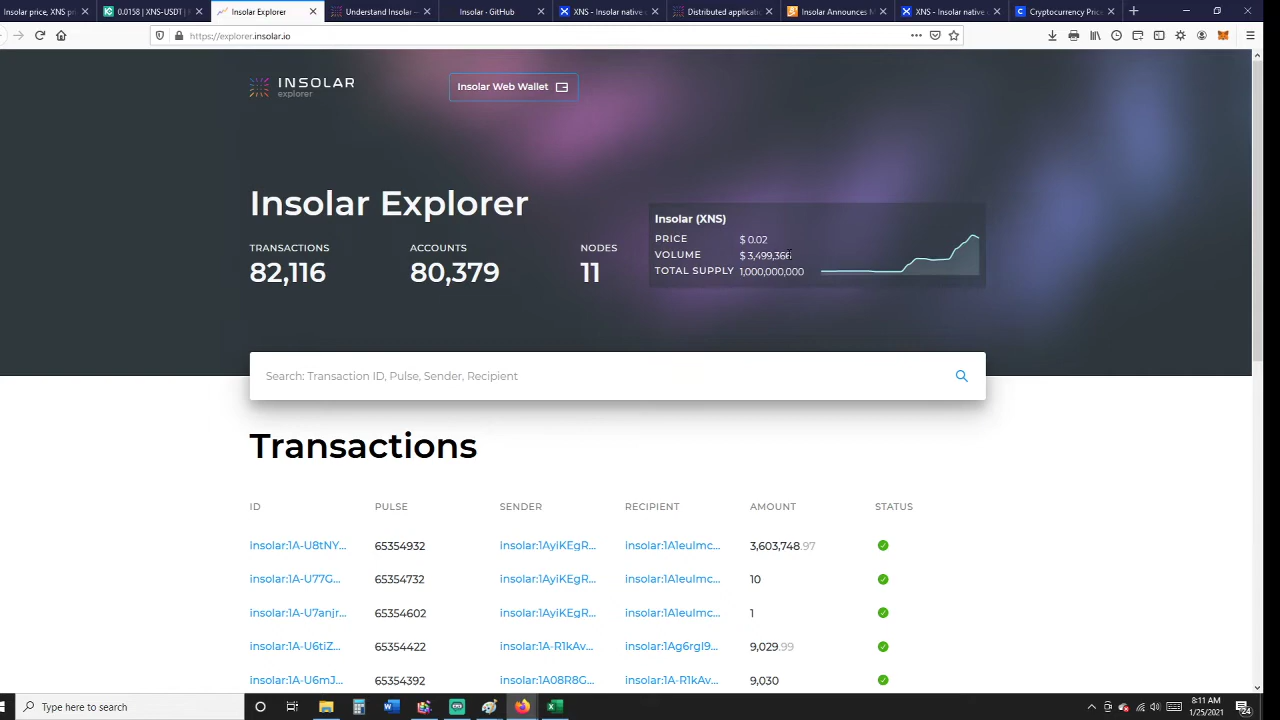 Insolar price, XNS pri
0.0158 | XNS-USDT |
Insolar Explorer
Understand Insolar –
Insolar · GitHub
XNS - Insolar native
Distributed applicati
Insolar Announces M
XNS - Insolar native
Cryptocurrency Price
https://explorer.insolar.io
INSOLAR
explorer
Insolar Web Wallet
Insolar Explorer
TRANSACTIONS
82,116
ACCOUNTS
80,379
NODES
11
Insolar (XNS)
PRICE $ 0.02
VOLUME $ 3,499,366
TOTAL SUPPLY 1,000,000,000
Search: Transaction ID, Pulse, Sender, Recipient
Transactions
ID PULSE SENDER RECIPIENT AMOUNT STATUS
insolar:1A-U8tNY... 65354932 insolar:1AyiKEgR... insolar:1A1euImc... 3,603,748.97
insolar:1A-U77G... 65354732 insolar:1AyiKEgR... insolar:1A1euImc... 10
insolar:1A-U7anjr... 65354602 insolar:1AyiKEgR... insolar:1A1euImc... 1
insolar:1A-U6tiZ... 65354422 insolar:1A-R1kAv... insolar:1Ag6rgI9... 9,029.99
insolar:1A-U6mJ... 65354392 insolar:1A08R8G... insolar:1A-R1kAv... 9,030
Type here to search
8:11 AM
1/25/2021
24